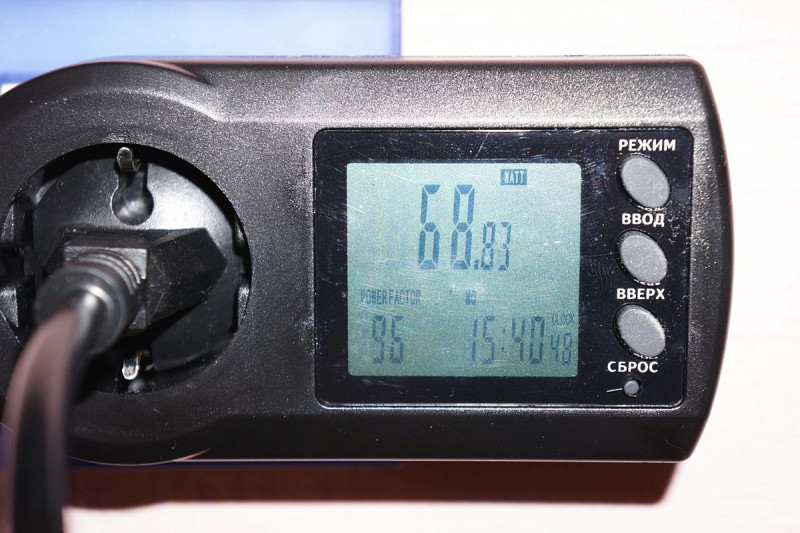 РЕЖИМ
WATT
68.83
ВВОД
ВВЕРХ
POWER FACTOR MO
96 15:40 48
CLOCK
СБРОС